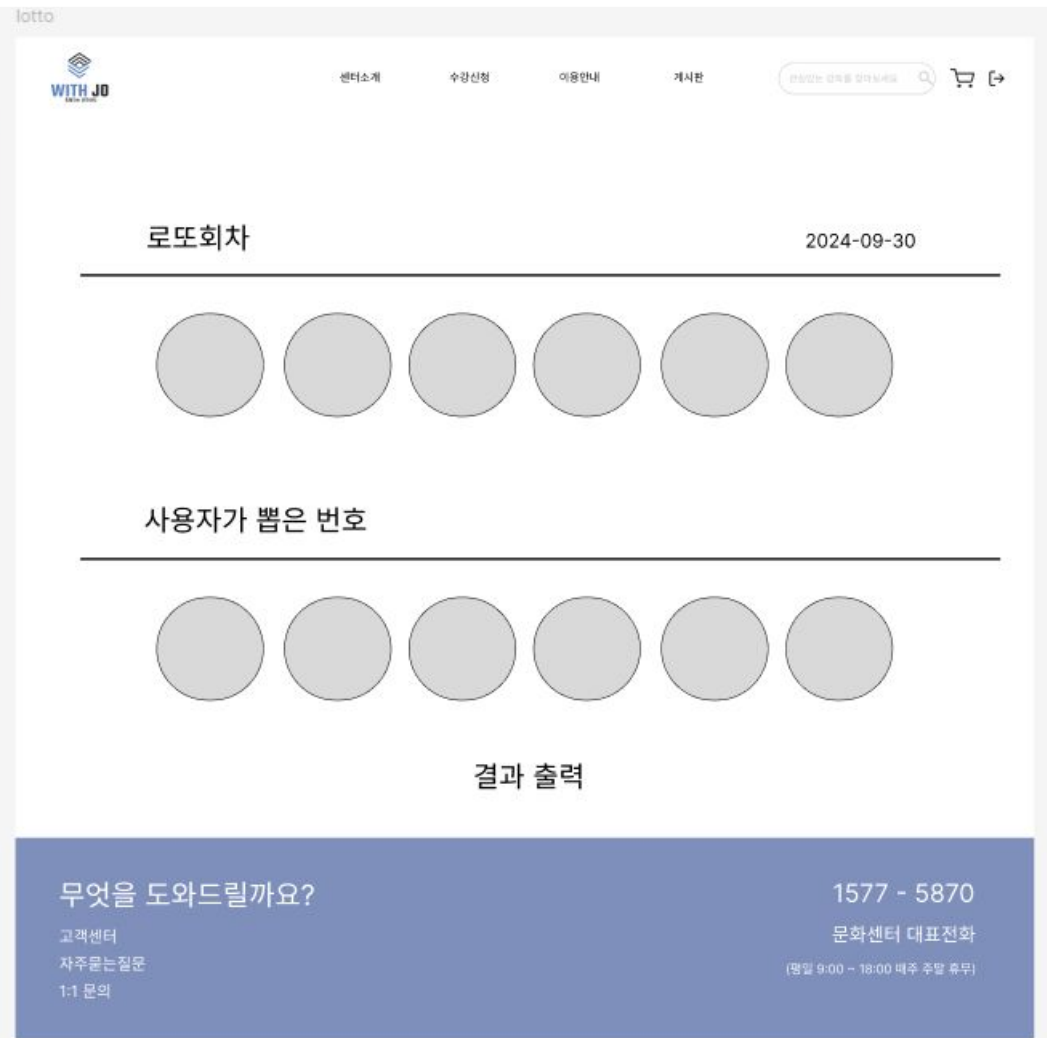 lotto
WITH JO
센터소개
수강신청
이용안내
게시판
로또회차
2024-09-30
사용자가 뽑은 번호
결과 출력
무엇을 도와드릴까요?
고객센터
자주묻는질문
1:1 문의
1577 - 5870
문화센터 대표전화
(평일 9:00 ~ 18:00 매주 주말 휴무)